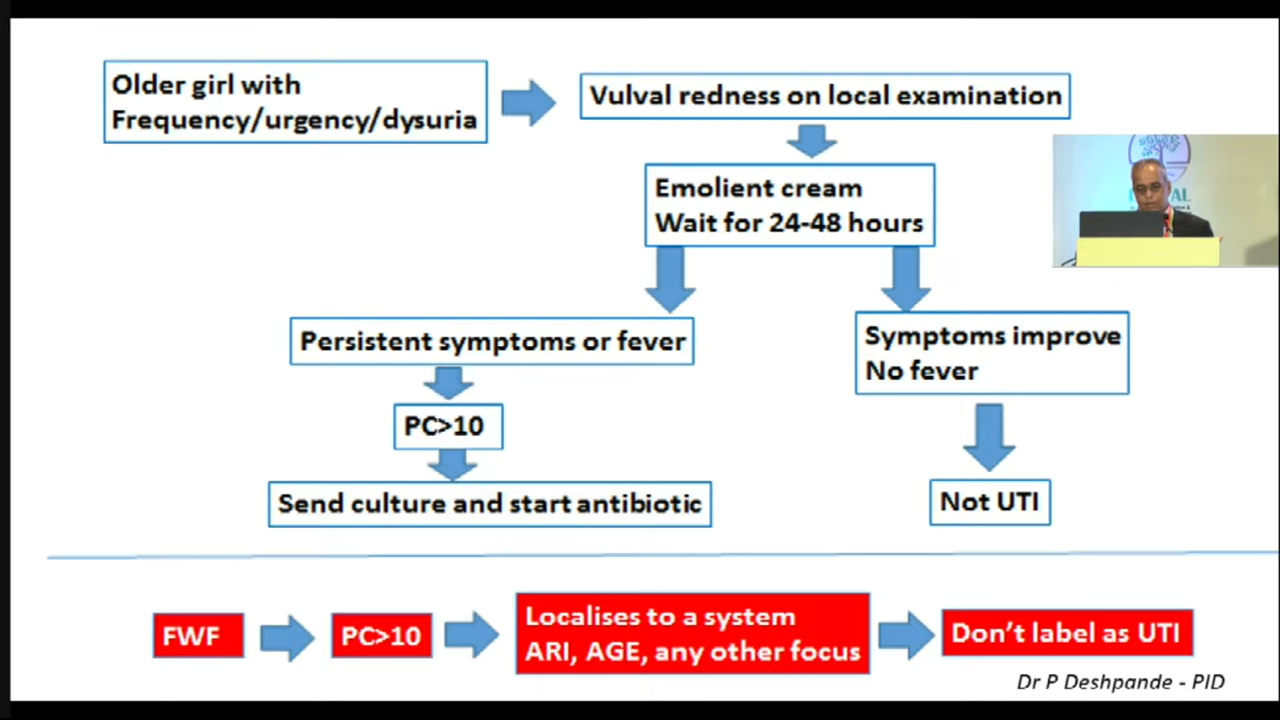 Older girl with
Frequency/urgency/dysuria
Vulval redness on local examination
Emolient cream
Wait for 24-48 hours
Persistent symptoms or fever
Symptoms improve
No fever
PC>10
Send culture and start antibiotic
Not UTI
FWF
PC>10
Localises to a system
ARI, AGE, any other focus
Don't label as UTI
Dr P Deshpande - PID